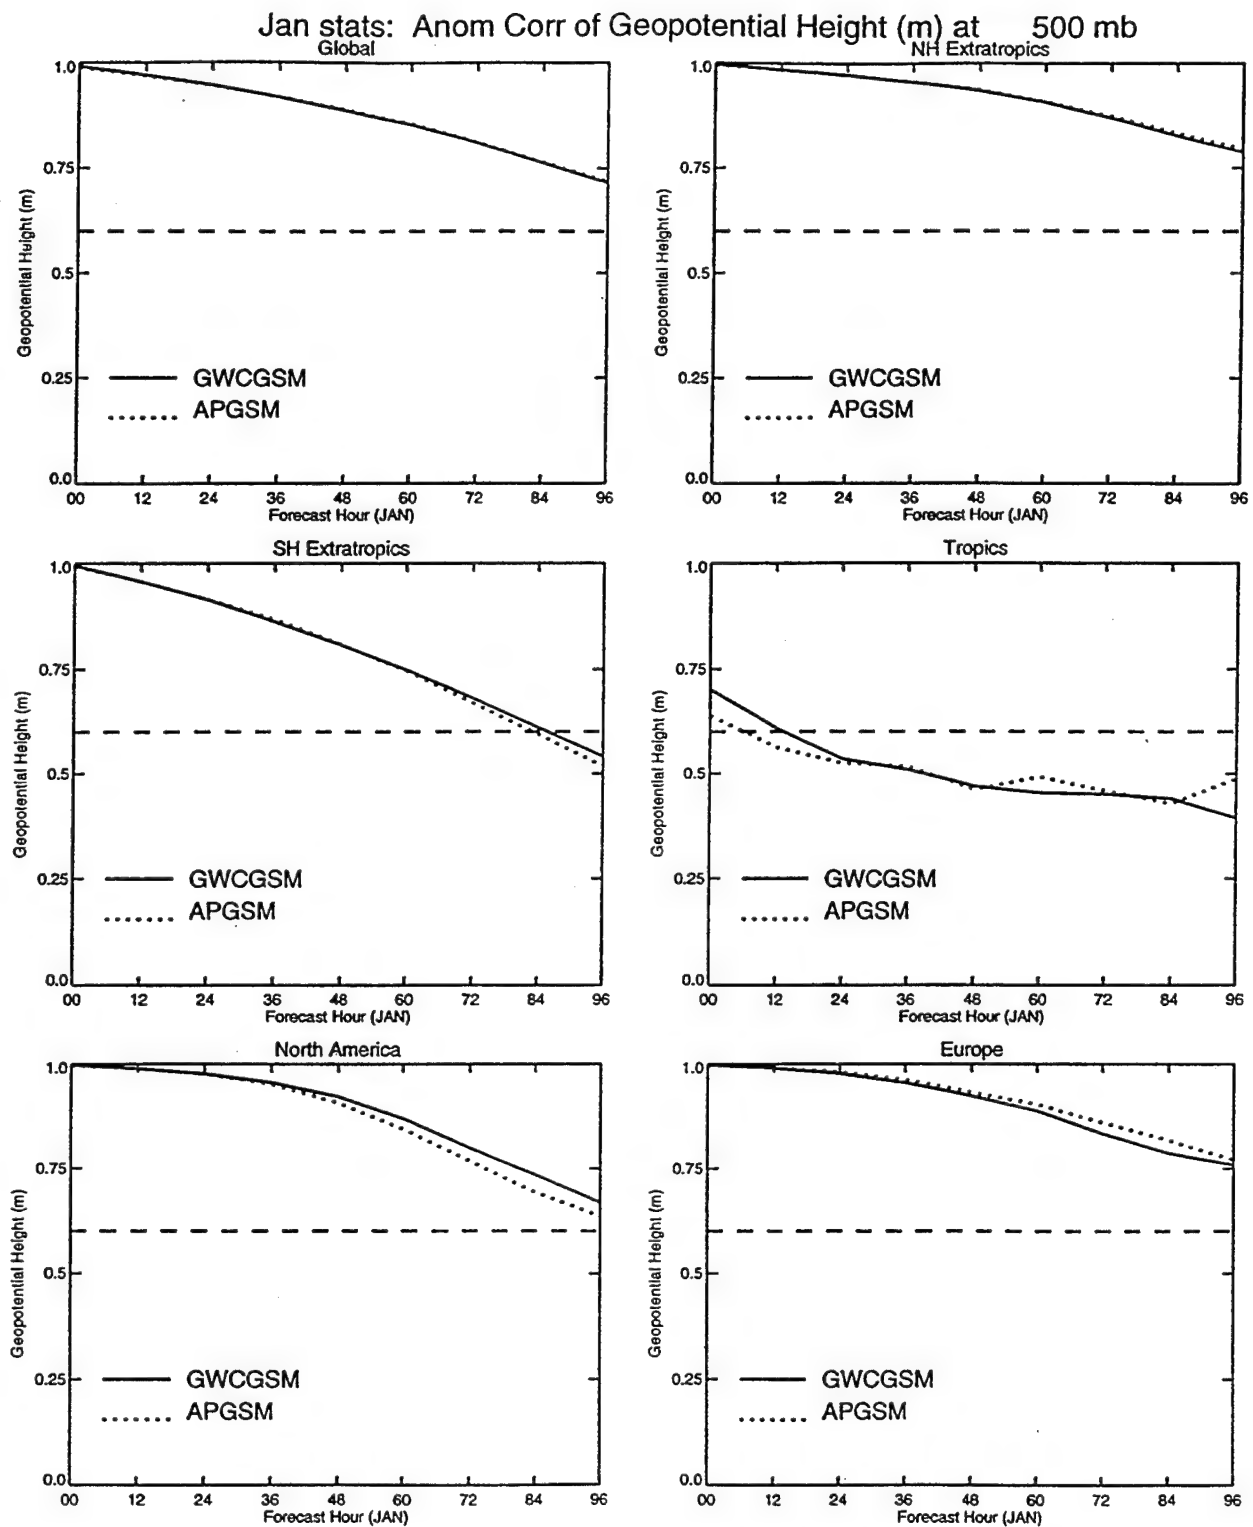 Jan stats: Anom Corr of Geopotential Height (m) at 500 mb
Global
1.0
0.75
0.5
0.25
0.0
Geopotential Height (m)
GWCGSM
APGSM
00 12 24 36 48 60 72 84 96
Forecast Hour (JAN)
NH Extratropics
1.0
0.75
0.5
0.25
0.0
Geopotential Height (m)
GWCGSM
APGSM
00 12 24 36 48 60 72 84 96
Forecast Hour (JAN)
SH Extratropics
1.0
0.75
0.5
0.25
0.0
Geopotential Height (m)
GWCGSM
APGSM
00 12 24 36 48 60 72 84 96
Forecast Hour (JAN)
Tropics
1.0
0.75
0.5
0.25
0.0
Geopotential Height (m)
GWCGSM
APGSM
00 12 24 36 48 60 72 84 96
Forecast Hour (JAN)
North America
1.0
0.75
0.5
0.25
0.0
Geopotential Height (m)
GWCGSM
APGSM
00 12 24 36 48 60 72 84 96
Forecast Hour (JAN)
Europe
1.0
0.75
0.5
0.25
0.0
Geopotential Height (m)
GWCGSM
APGSM
00 12 24 36 48 60 72 84 96
Forecast Hour (JAN)